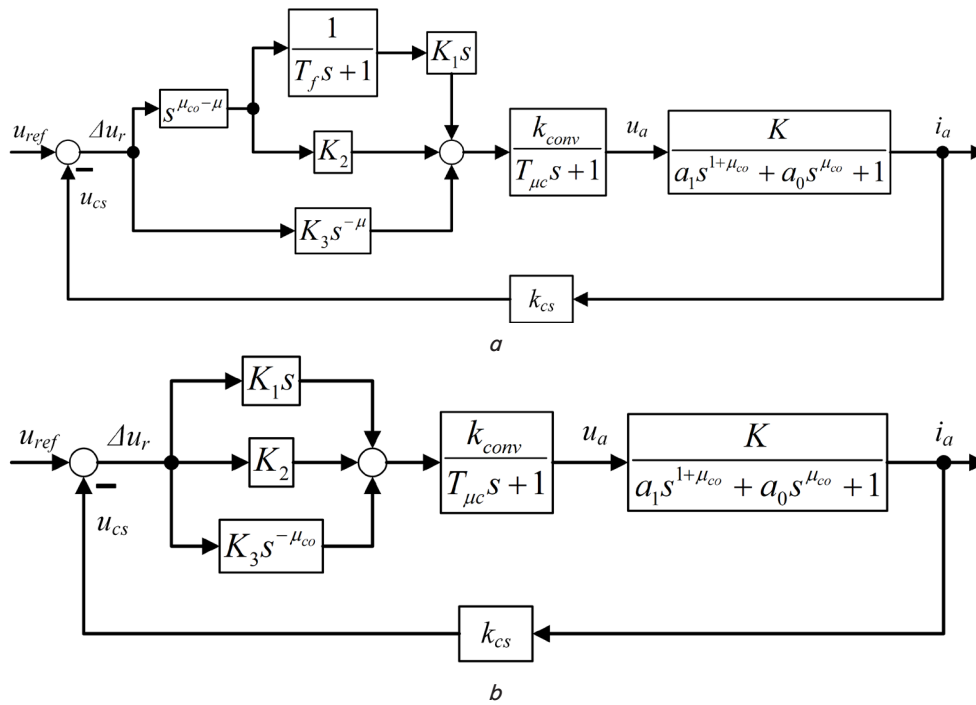 u_ref Δu_r s^{μ_co−μ} 1/(T_f s+1) K_1 s
K_2 k_conv/(T_μc s+1) u_a K/(a_1 s^{1+μ_co} + a_0 s^{μ_co} + 1) i_a
u_cs K_3 s^{−μ}
k_cs
a
K_1 s
u_ref Δu_r K_2 k_conv/(T_μc s+1) u_a K/(a_1 s^{1+μ_co} + a_0 s^{μ_co} + 1) i_a
u_cs K_3 s^{−μ_co}
k_cs
b